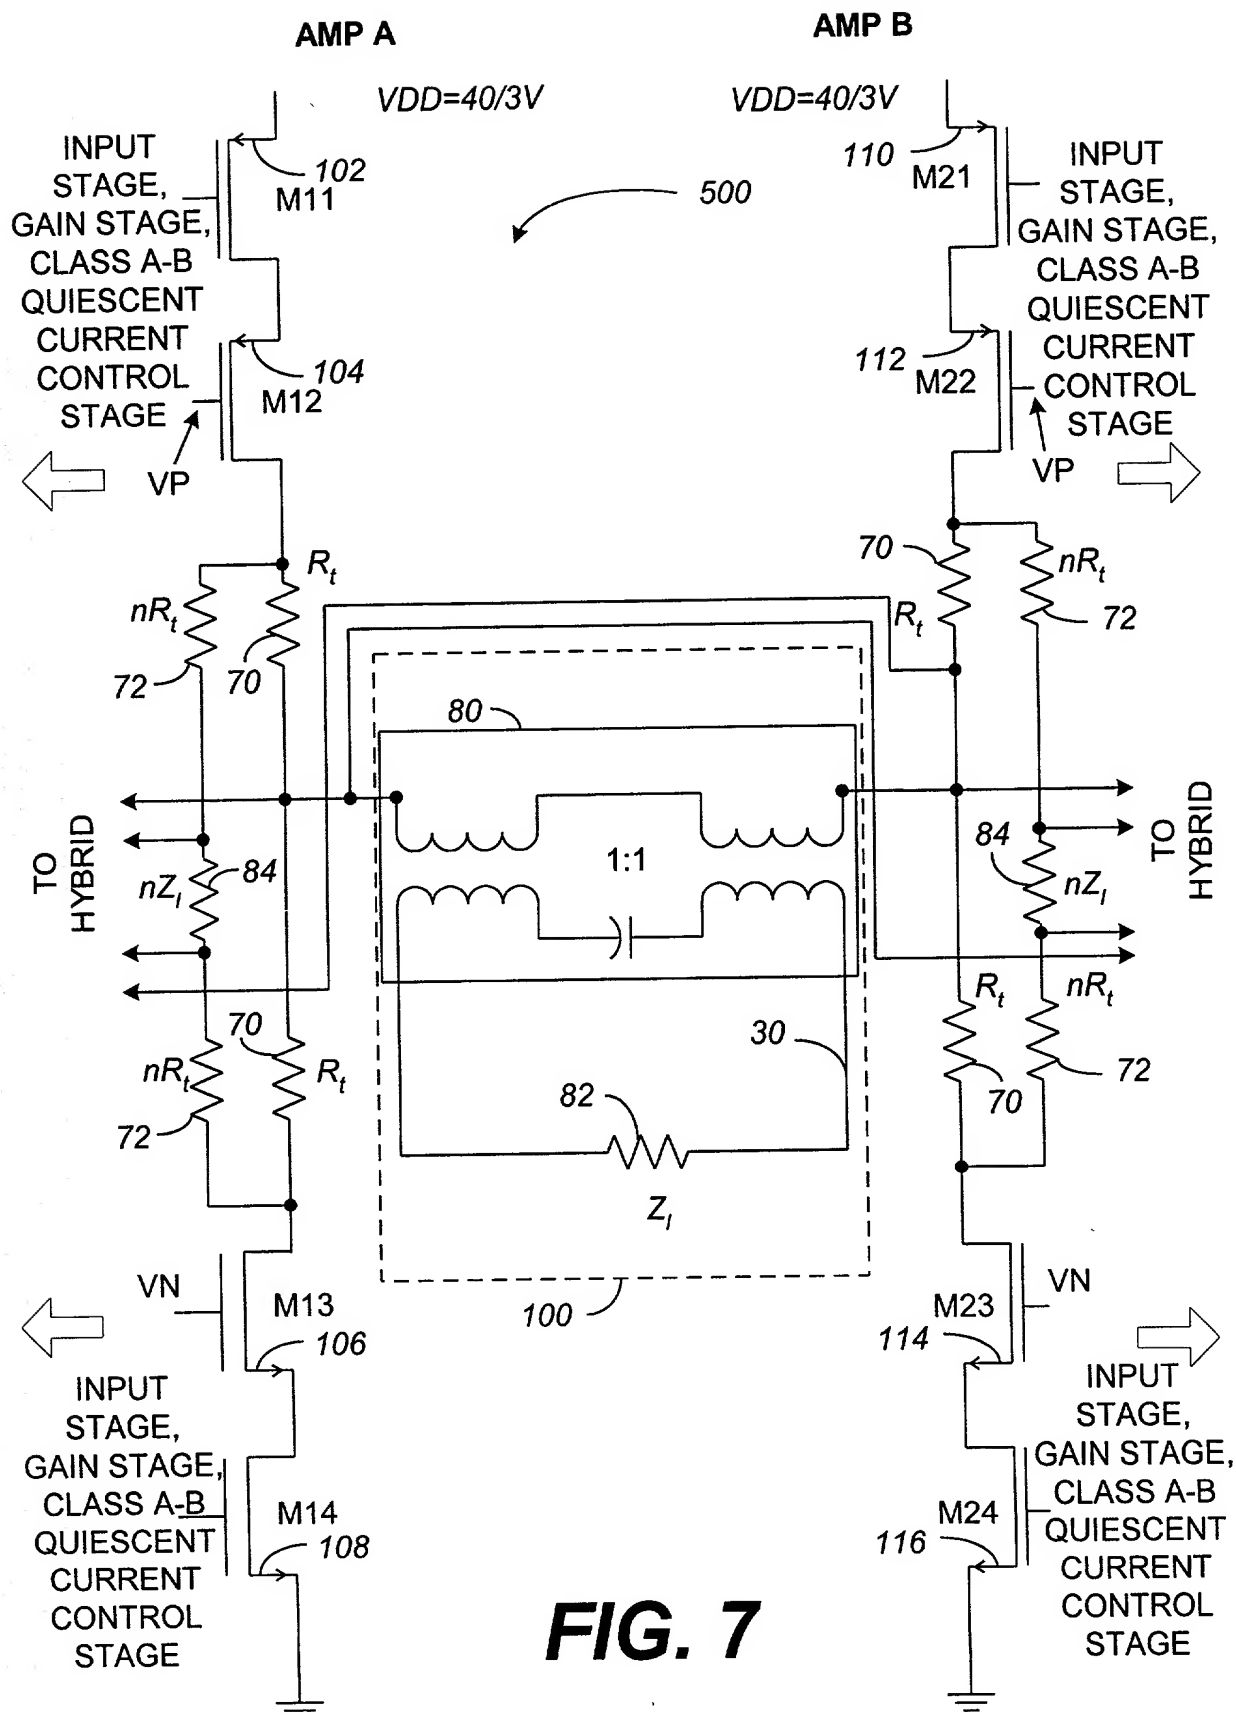 AMP A
AMP B
VDD=40/3V
VDD=40/3V
INPUT
STAGE,
GAIN STAGE,
CLASS A-B
QUIESCENT
CURRENT
CONTROL
STAGE
102
M11
500
110
M21
INPUT
STAGE,
GAIN STAGE,
CLASS A-B
QUIESCENT
CURRENT
CONTROL
STAGE
104
M12
112
M22
VP
VP
Rt
nRt
70
72
70
Rt
nRt
72
80
TO
HYBRID
84
nZl
1:1
84
nZl
TO
HYBRID
70
nRt
Rt
72
30
82
Zl
Rt
nRt
70
72
VN
M13
106
100
M23
114
VN
INPUT
STAGE,
GAIN STAGE,
CLASS A-B
QUIESCENT
CURRENT
CONTROL
STAGE
M14
108
M24
116
INPUT
STAGE,
GAIN STAGE,
CLASS A-B
QUIESCENT
CURRENT
CONTROL
STAGE
FIG. 7